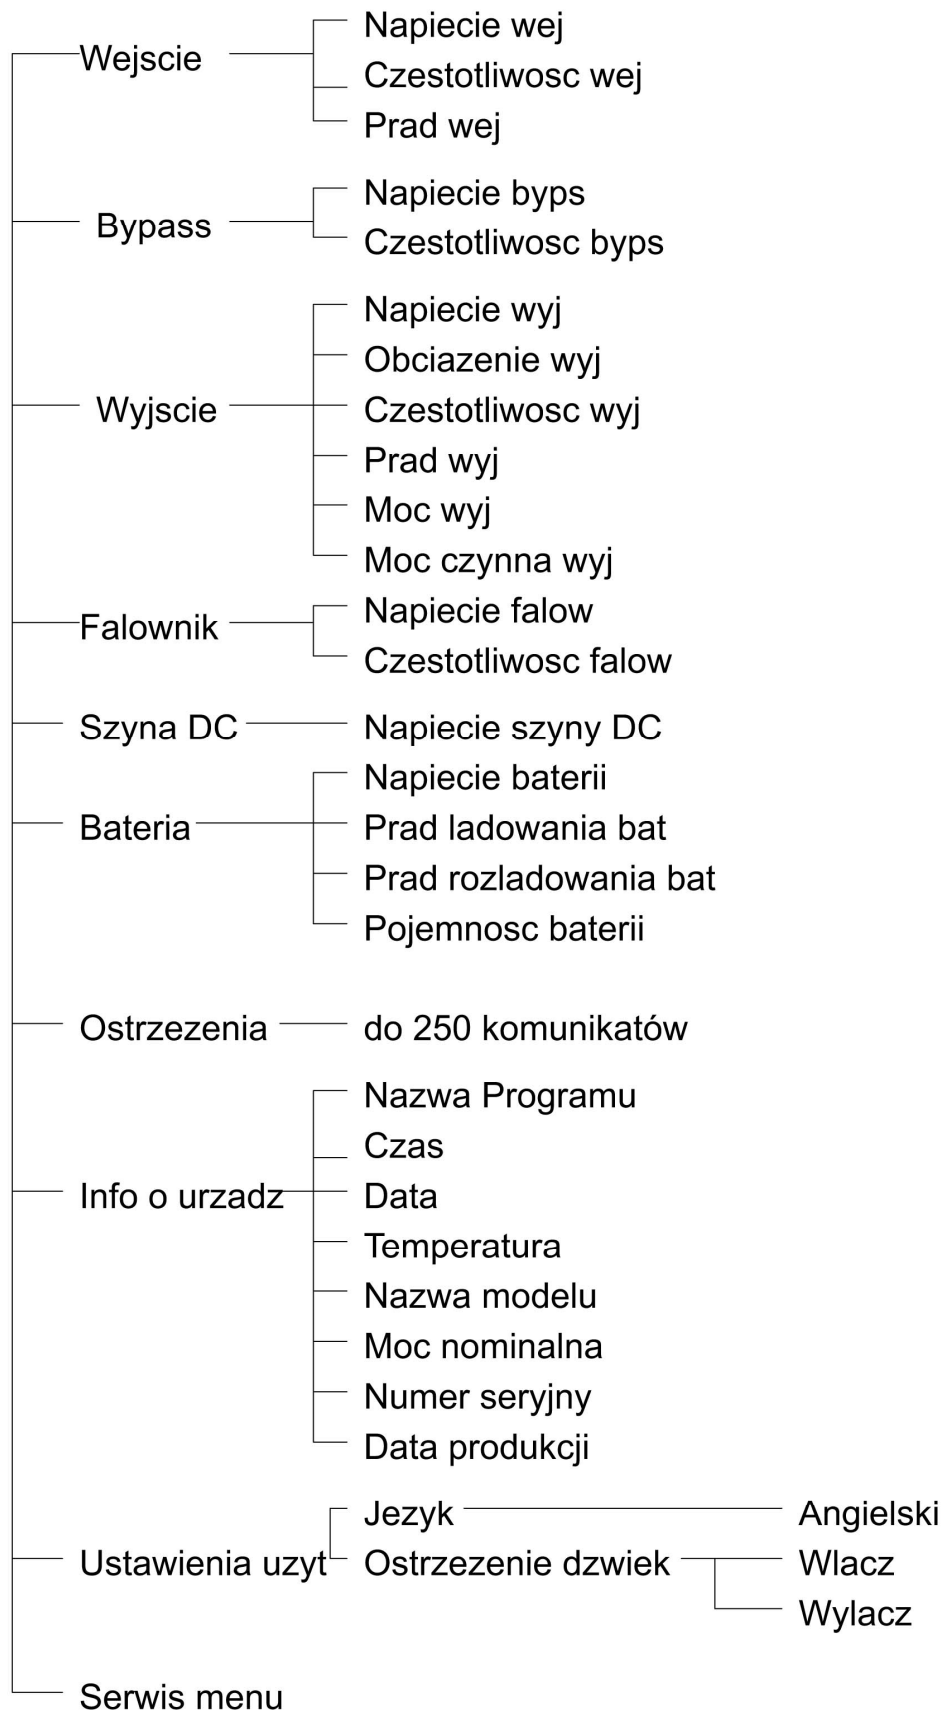 Wejscie
Napiecie wej
Czestotliwosc wej
Prad wej
Bypass
Napiecie byps
Czestotliwosc byps
Wyjscie
Napiecie wyj
Obciazenie wyj
Czestotliwosc wyj
Prad wyj
Moc wyj
Moc czynna wyj
Falownik
Napiecie falow
Czestotliwosc falow
Szyna DC
Napiecie szyny DC
Bateria
Napiecie baterii
Prad ladowania bat
Prad rozladowania bat
Pojemnosc baterii
Ostrzezenia
do 250 komunikatów
Info o urzadz
Nazwa Programu
Czas
Data
Temperatura
Nazwa modelu
Moc nominalna
Numer seryjny
Data produkcji
Ustawienia uzyt
Jezyk
Angielski
Ostrzezenie dzwiek
Wlacz
Wylacz
Serwis menu